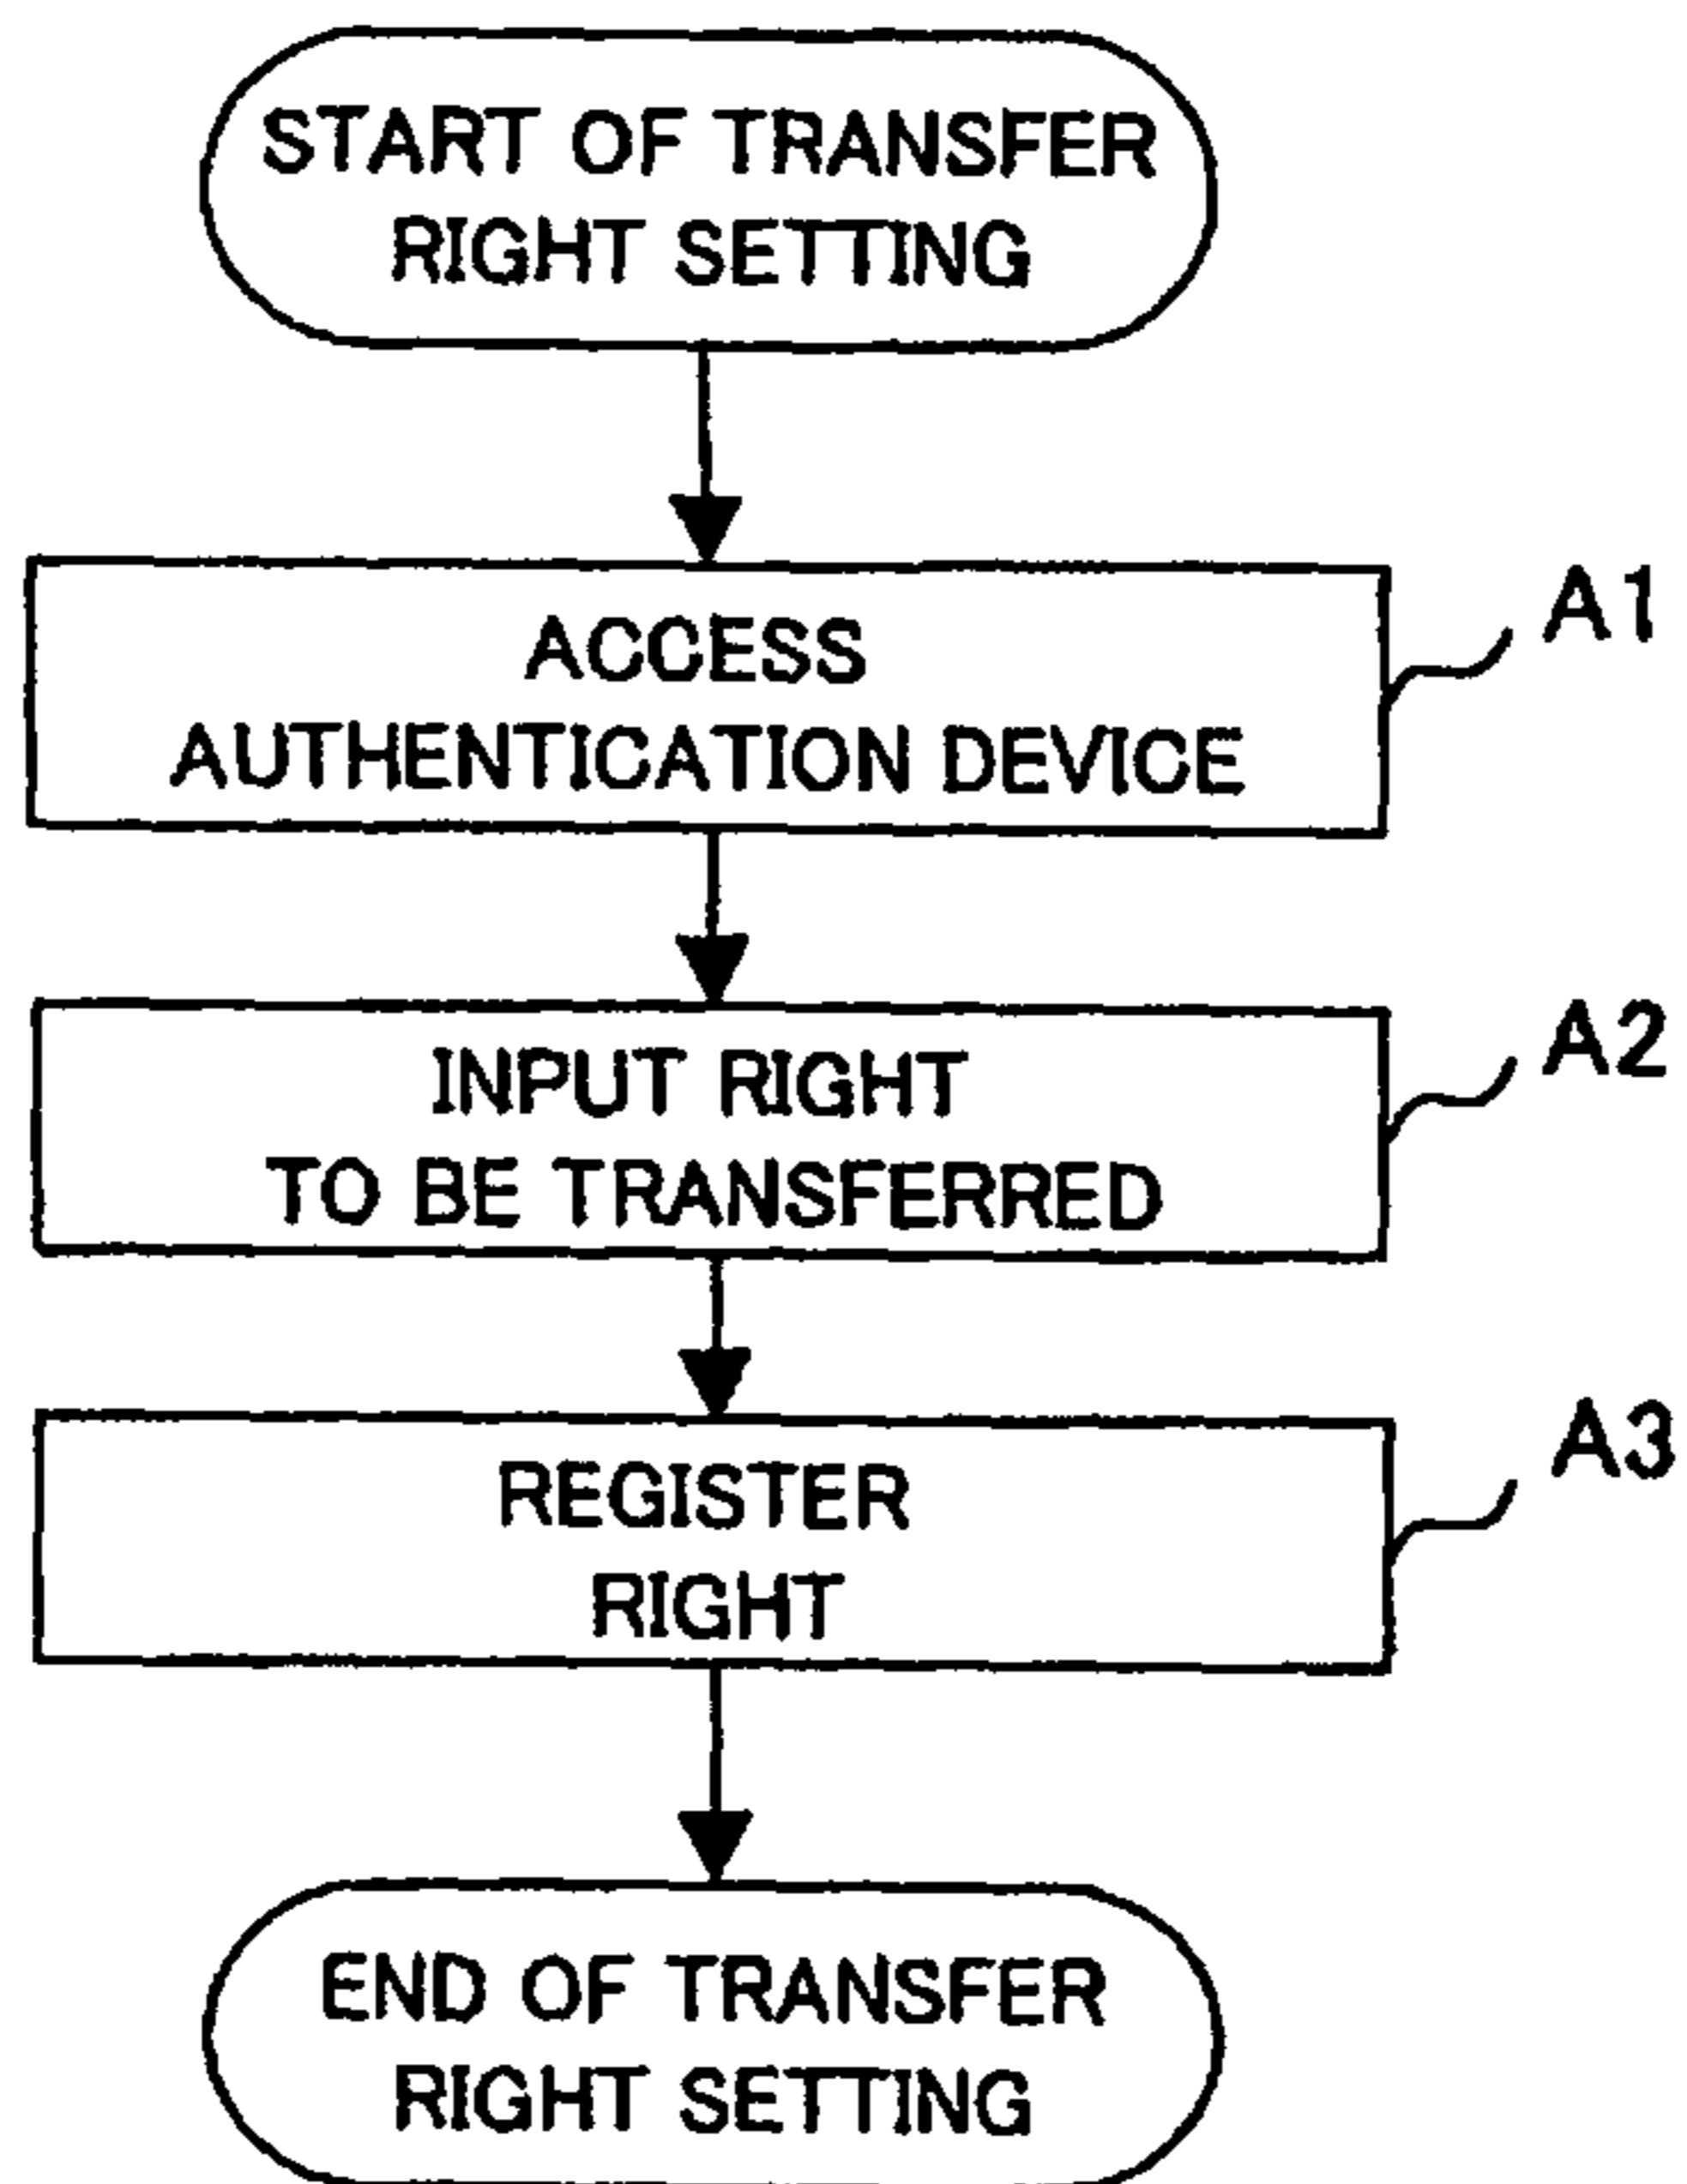 START OF TRANSFER
RIGHT SETTING
ACCESS
AUTHENTICATION DEVICE
A1
INPUT RIGHT
TO BE TRANSFERRED
A2
REGISTER
RIGHT
A3
END OF TRANSFER
RIGHT SETTING